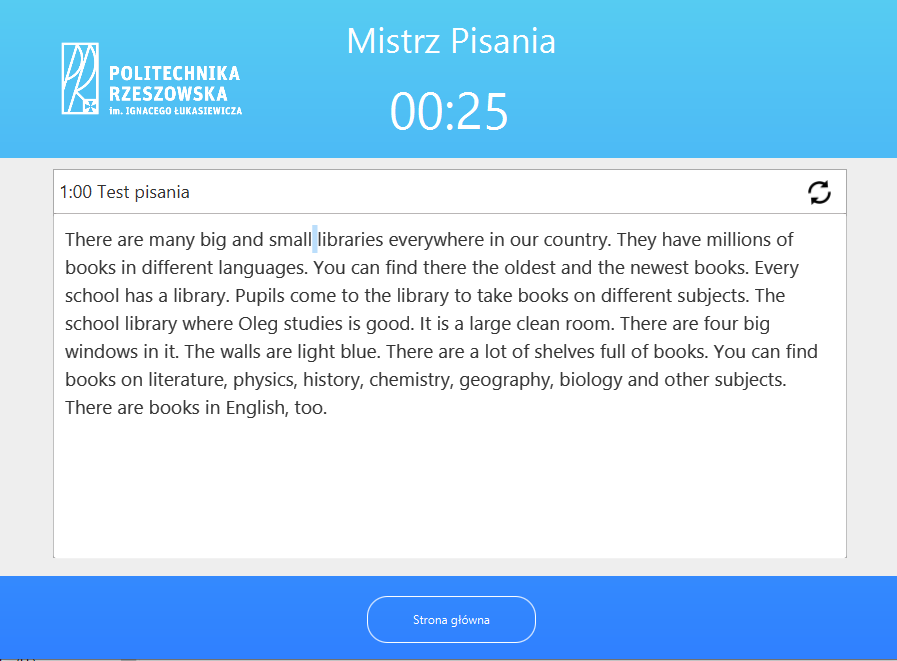 Mistrz Pisania
POLITECHNIKA
RZESZOWSKA
im. IGNACEGO ŁUKASIEWICZA
00:25
1:00 Test pisania
There are many big and small libraries everywhere in our country. They have millions of
books in different languages. You can find there the oldest and the newest books. Every
school has a library. Pupils come to the library to take books on different subjects. The
school library where Oleg studies is good. It is a large clean room. There are four big
windows in it. The walls are light blue. There are a lot of shelves full of books. You can find
books on literature, physics, history, chemistry, geography, biology and other subjects.
There are books in English, too.
Strona główna